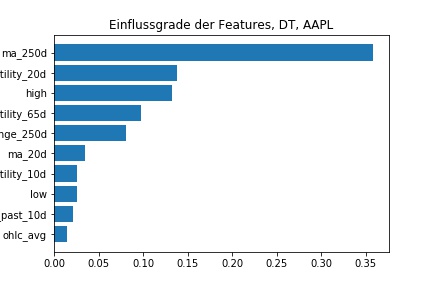 Einflussgrade der Features, DT, AAPL
ma_250d
tility_20d
high
tility_65d
nge_250d
ma_20d
tility_10d
low
_past_10d
ohlc_avg
0.00 0.05 0.10 0.15 0.20 0.25 0.30 0.35